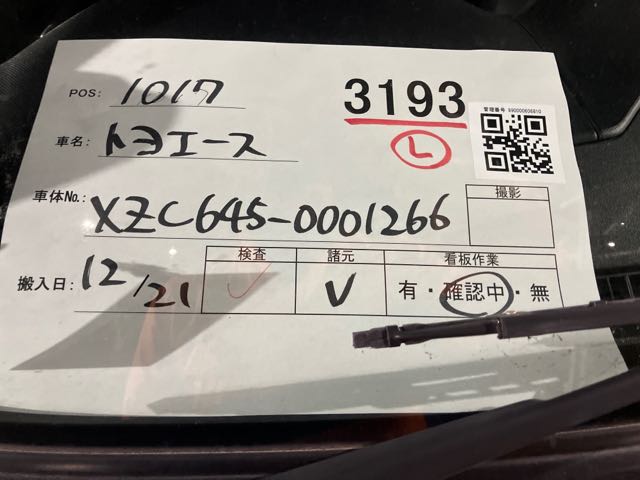 POS: 1017
3193
L
管理番号 890000606810
車名: トヨエース
車体No.: XZC645-0001266
撮影
搬入日: 12/21
検査 諸元 看板作業
✓ V 有・確認中・無